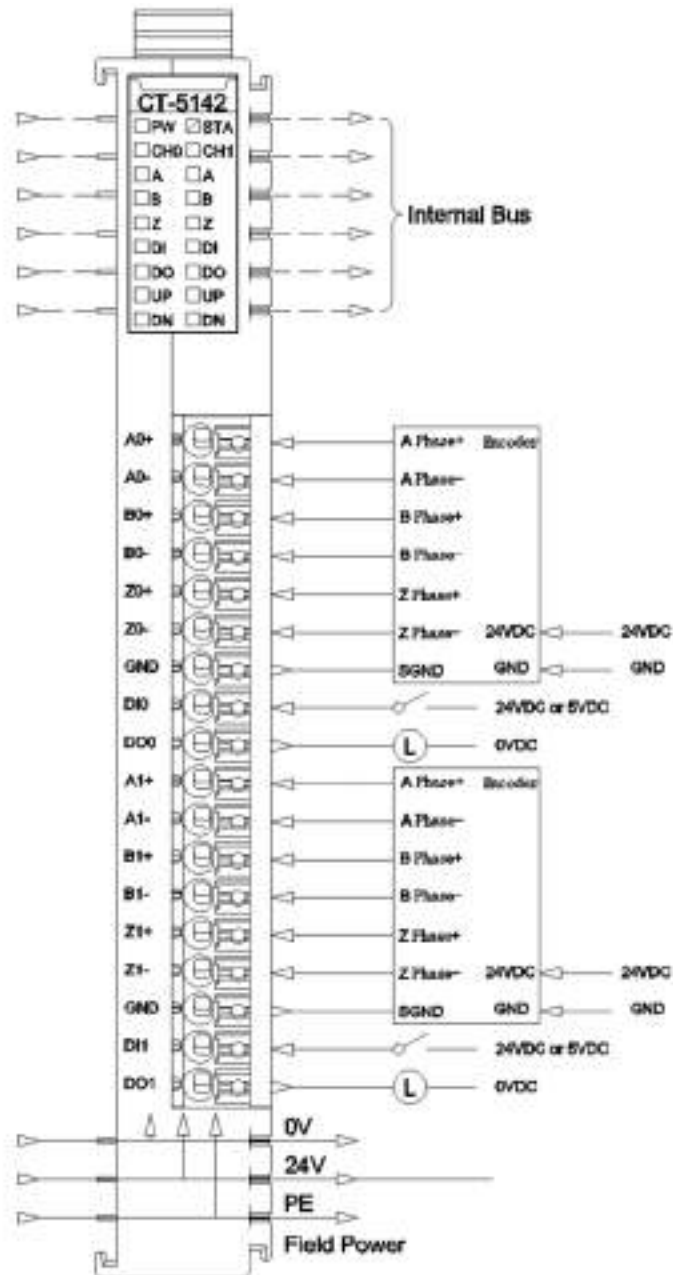 CT-5142
PW STA
CH0 CH1
A A
B B
Z Z
DI DI
DO DO
UP UP
DN DN
Internal Bus
A0+ A Phase+ Encoder
A0- A Phase-
B0+ B Phase+
B0- B Phase-
Z0+ Z Phase+
Z0- Z Phase- 24VDC 24VDC
GND SGND GND GND
DI0 24VDC or 5VDC
DO0 L 0VDC
A1+ A Phase+ Encoder
A1- A Phase-
B1+ B Phase+
B1- B Phase-
Z1+ Z Phase+
Z1- Z Phase- 24VDC 24VDC
GND SGND GND GND
DI1 24VDC or 5VDC
DO1 L 0VDC
0V
24V
PE
Field Power